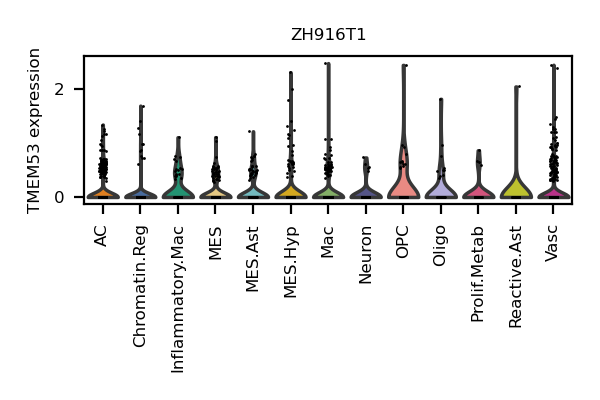 ZH916T1
TMEM53 expression
2
0
AC
Chromatin.Reg
Inflammatory.Mac
MES
MES.Ast
MES.Hyp
Mac
Neuron
OPC
Oligo
Prolif.Metab
Reactive.Ast
Vasc